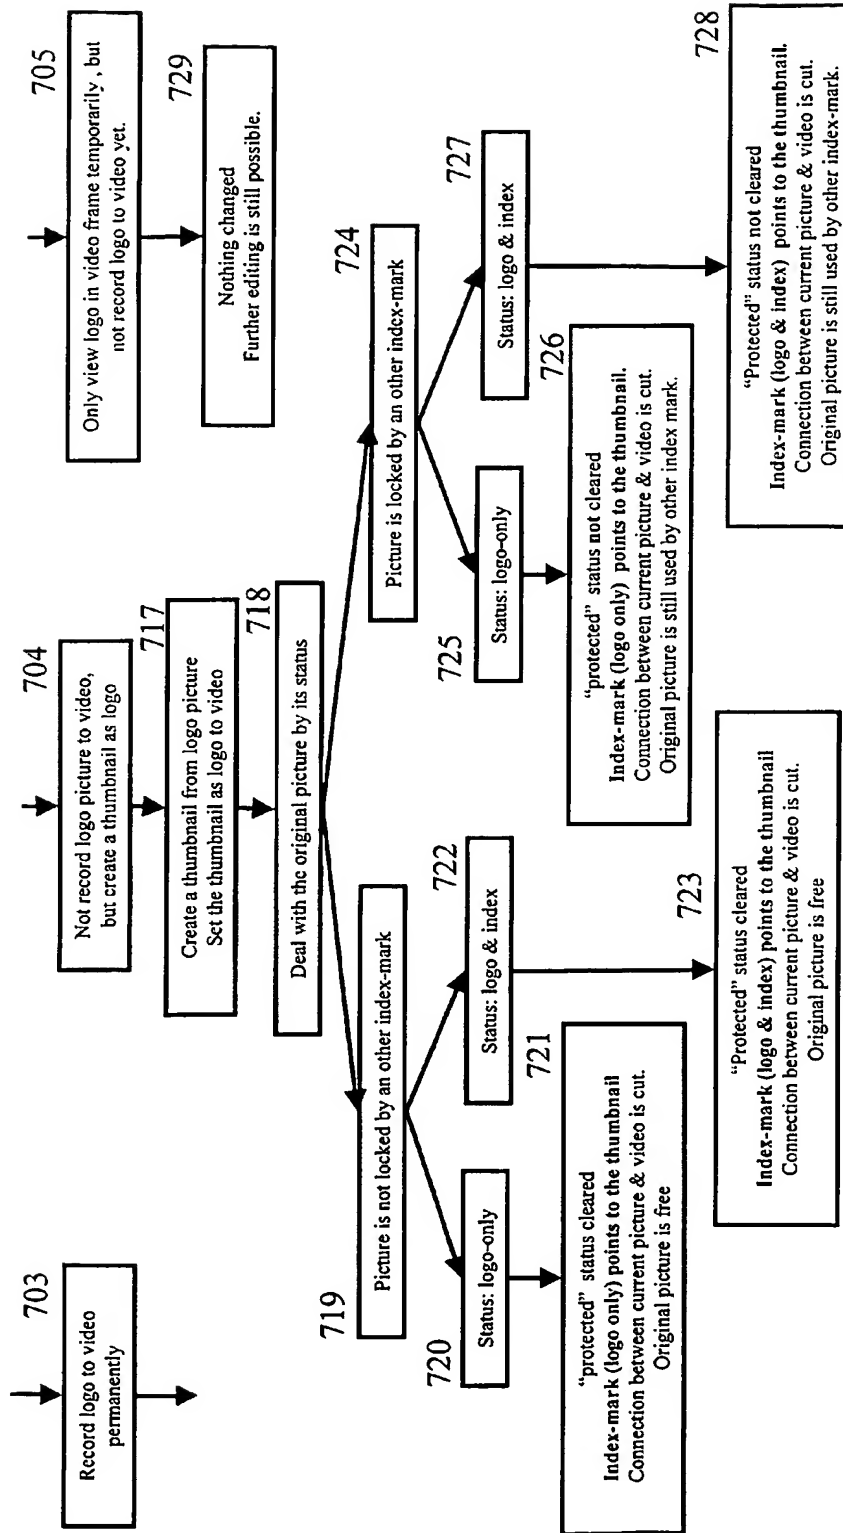 703
Record logo to video
permanently
704
Not record logo picture to video,
but create a thumbnail as logo
717
Create a thumbnail from logo picture
Set the thumbnail as logo to video
718
Deal with the original picture by its status
719
Picture is not locked by an other index-mark
720
Status: logo-only
721
“protected” status cleared
Index-mark (logo only) points to the thumbnail
Connection between current picture & video is cut.
Original picture is free
722
Status: logo & index
723
“Protected” status cleared
Index-mark (logo & index) points to the thumbnail
Connection between current picture & video is cut.
Original picture is free
724
Picture is locked by an other index-mark
725
Status: logo-only
726
“protected” status not cleared
Index-mark (logo only) points to the thumbnail.
Connection between current picture & video is cut.
Original picture is still used by other index mark.
727
Status: logo & index
728
“Protected” status not cleared
Index-mark (logo & index) points to the thumbnail.
Connection between current picture & video is cut.
Original picture is still used by other index-mark.
705
Only view logo in video frame temporarily, but
not record logo to video yet.
729
Nothing changed
Further editing is still possible.